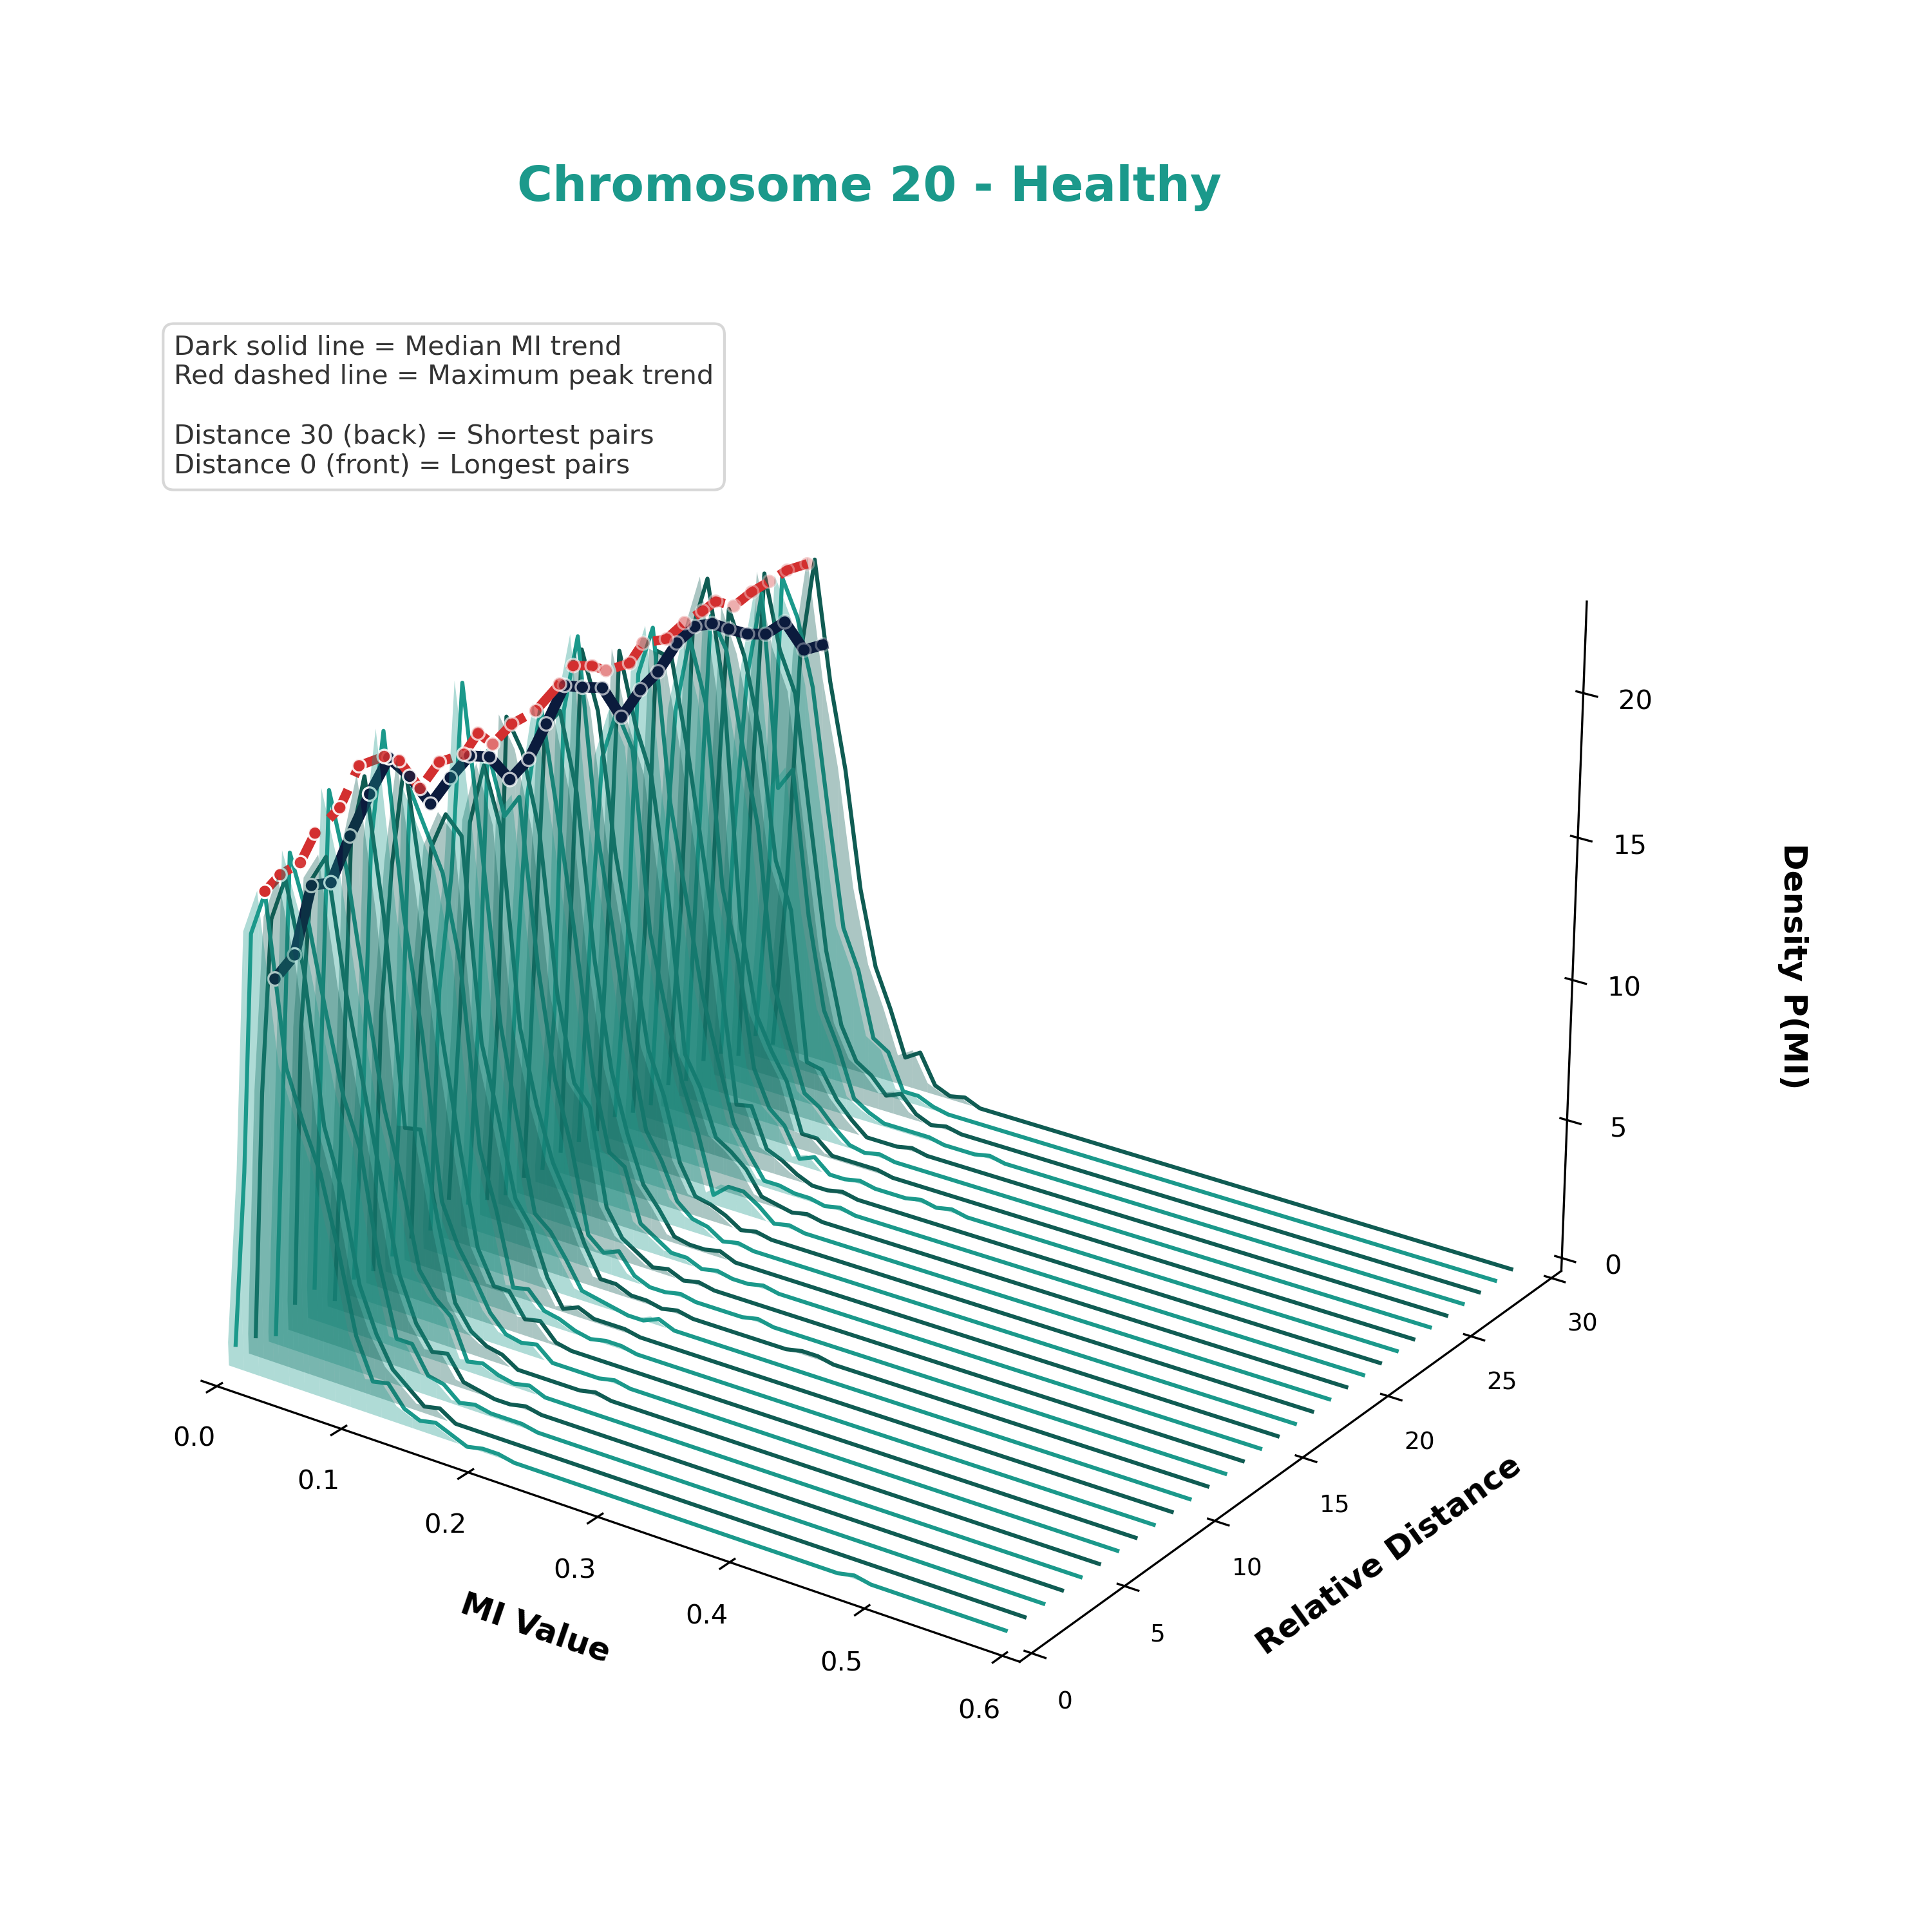 Chromosome 20 - Healthy
Dark solid line = Median MI trend
Red dashed line = Maximum peak trend
Distance 30 (back) = Shortest pairs
Distance 0 (front) = Longest pairs
20
15
10
5
0
Density P(MI)
30
25
20
15
10
5
0
Relative Distance
0.0
0.1
0.2
0.3
0.4
0.5
0.6
MI Value